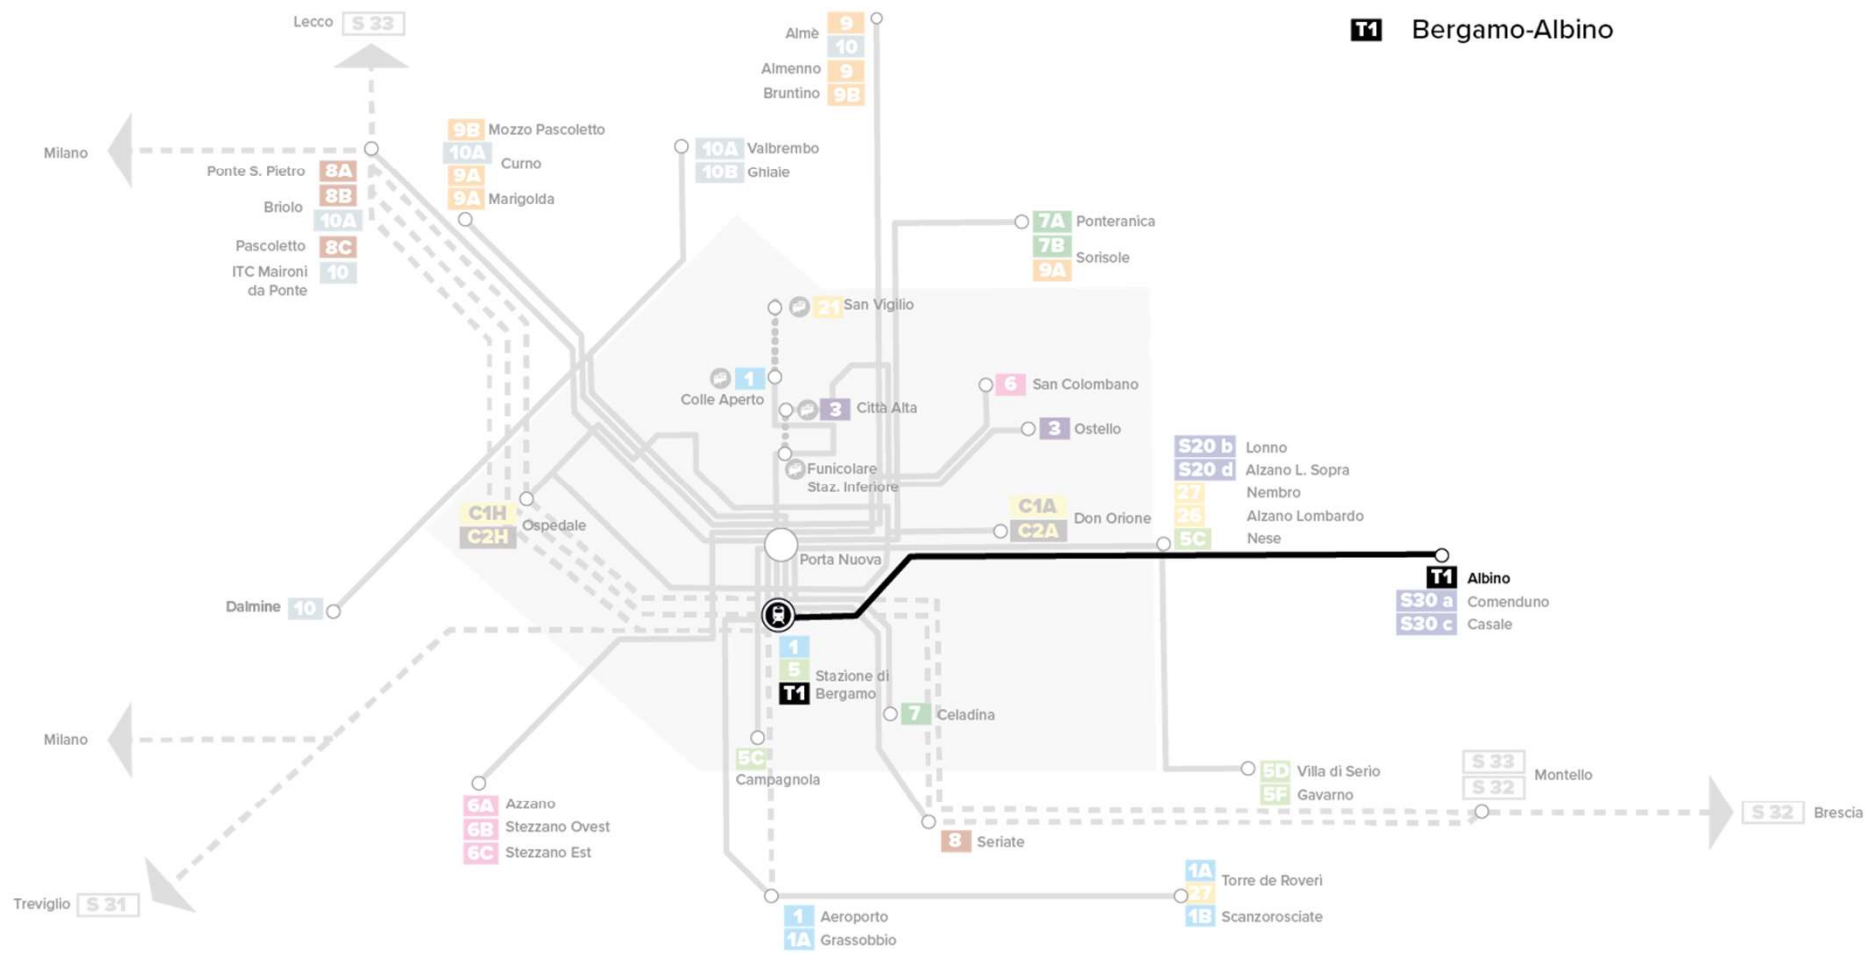 Lecco S 33
Almè 9
10
Almenno 9
Bruntino 9B
T1 Bergamo-Albino
Milano
9B Mozzo Pascoletto
10A Curno
9A
9A Marigolda
10A Valbrembo
10B Ghiaie
Ponte S. Pietro 8A
8B
Briolo
10A
Pascoletto 8C
ITC Maironi 10
da Ponte
7A Ponteranica
7B
Sorisole
9A
21 San Vigilio
1
Colle Aperto
3 Città Alta
Funicolare
Staz. Inferiore
6 San Colombano
3 Ostello
S20 b Lonno
S20 d Alzano L. Sopra
27 Nembro
26 Alzano Lombardo
5C Nese
C1H
Ospedale
C2H
C1A
Don Orione
C2A
Porta Nuova
T1 Albino
S30 a Comenduno
S30 c Casale
Dalmine 10
1
5
Stazione di
T1 Bergamo
7 Celadina
5C
Campagnola
Milano
6A Azzano
6B Stezzano Ovest
6C Stezzano Est
5D Villa di Serio
5F Gavarno
S 33
Montello
S 32
S 32 Brescia
8 Seriate
Treviglio S 31
1A
Torre de Roveri
27
1B Scanzorosciate
1 Aeroporto
1A Grassobbio